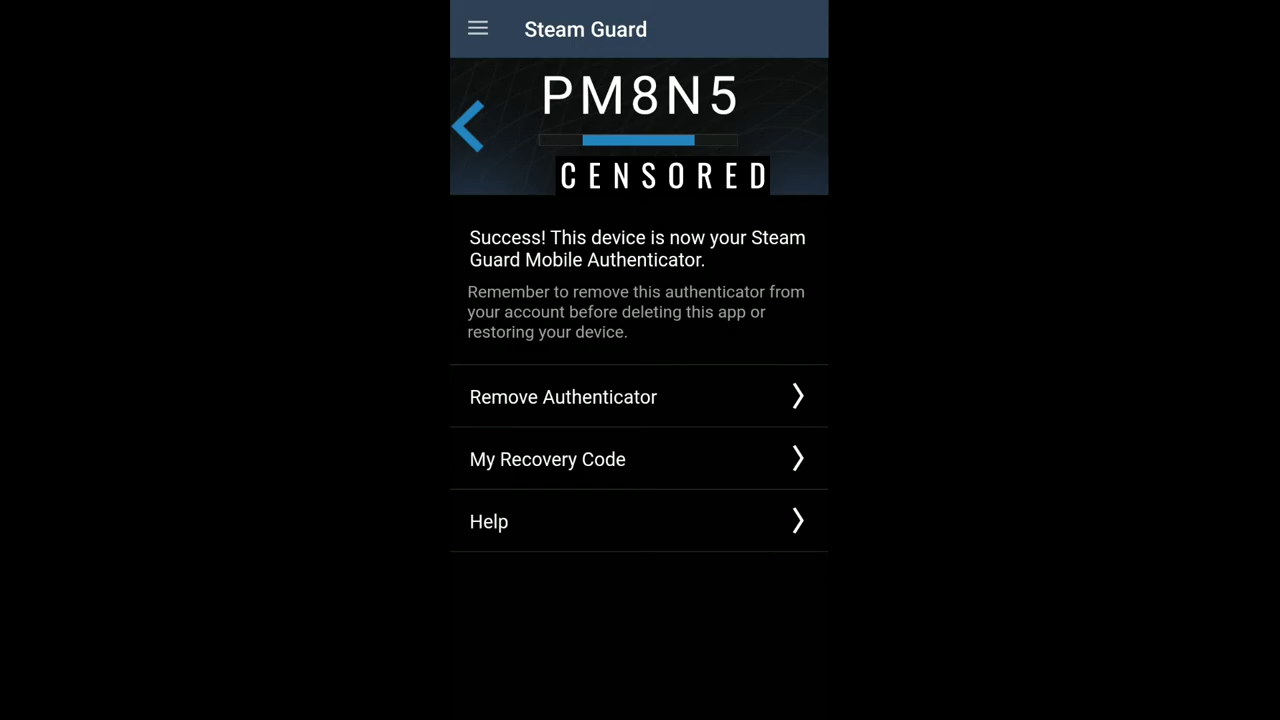 Steam Guard
PM8N5
CENSORED
Success! This device is now your Steam
Guard Mobile Authenticator.
Remember to remove this authenticator from
your account before deleting this app or
restoring your device.
Remove Authenticator
My Recovery Code
Help